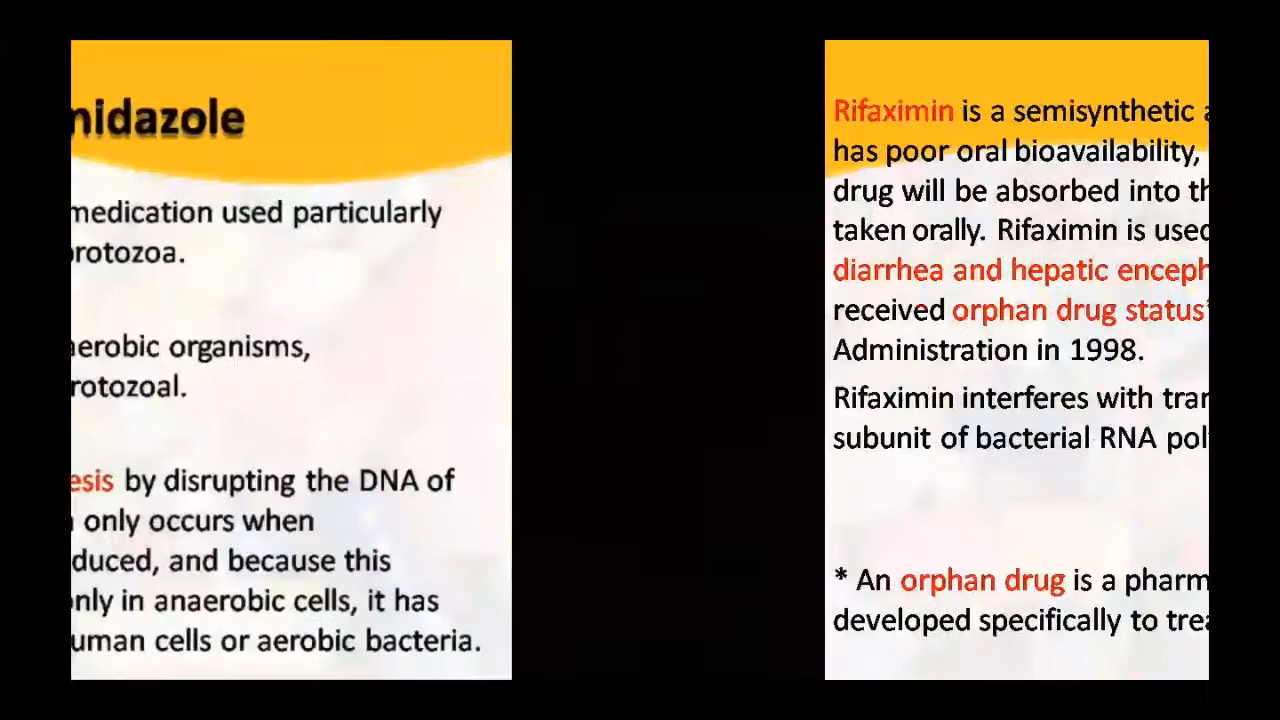 nidazole
medication used particularly
rotozoa.
aerobic organisms,
rotozoal.
esis by disrupting the DNA of
only occurs when
duced, and because this
only in anaerobic cells, it has
uman cells or aerobic bacteria.
Rifaximin is a semisynthetic a
has poor oral bioavailability,
drug will be absorbed into th
taken orally. Rifaximin is used
diarrhea and hepatic enceph
received orphan drug status*
Administration in 1998.
Rifaximin interferes with tran
subunit of bacterial RNA pol
* An orphan drug is a pharm
developed specifically to trea